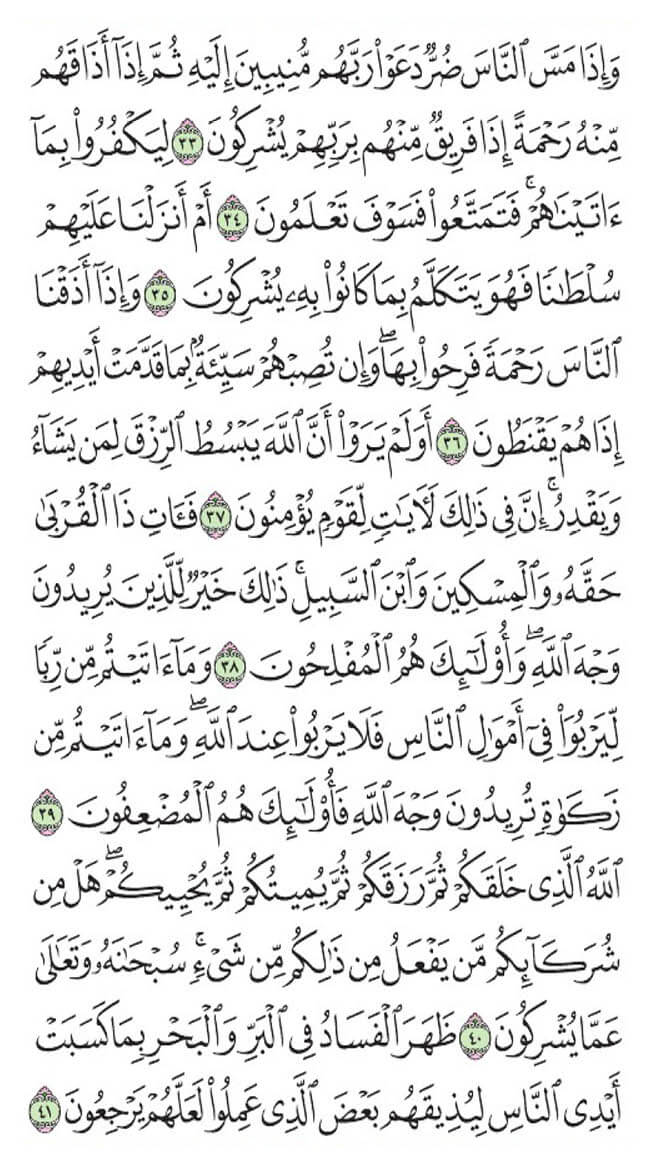 وَإِذَا مَسَّ ٱلنَّاسَ ضُرٌّ دَعَوۡاْ رَبَّهُم مُّنِيبِينَ إِلَيۡهِ ثُمَّ إِذَآ أَذَاقَهُم
مِّنۡهُ رَحۡمَةً إِذَا فَرِيقٌ مِّنۡهُم بِرَبِّهِمۡ يُشۡرِكُونَ ٣٣ لِيَكۡفُرُواْ بِمَآ
ءَاتَيۡنَٰهُمۡۚ فَتَمَتَّعُواْ فَسَوۡفَ تَعۡلَمُونَ ٣٤ أَمۡ أَنزَلۡنَا عَلَيۡهِمۡ
سُلۡطَٰنٗا فَهُوَ يَتَكَلَّمُ بِمَا كَانُواْ بِهِۦ يُشۡرِكُونَ ٣٥ وَإِذَآ أَذَقۡنَا
ٱلنَّاسَ رَحۡمَةٗ فَرِحُواْ بِهَاۖ وَإِن تُصِبۡهُمۡ سَيِّئَةُۢ بِمَا قَدَّمَتۡ أَيۡدِيهِمۡ
إِذَا هُمۡ يَقۡنَطُونَ ٣٦ أَوَلَمۡ يَرَوۡاْ أَنَّ ٱللَّهَ يَبۡسُطُ ٱلرِّزۡقَ لِمَن يَشَآءُ
وَيَقۡدِرُۚ إِنَّ فِي ذَٰلِكَ لَأٓيَٰتٖ لِّقَوۡمٖ يُؤۡمِنُونَ ٣٧ فَـَٔاتِ ذَا ٱلۡقُرۡبَىٰ
حَقَّهُۥ وَٱلۡمِسۡكِينَ وَٱبۡنَ ٱلسَّبِيلِۚ ذَٰلِكَ خَيۡرٞ لِّلَّذِينَ يُرِيدُونَ
وَجۡهَ ٱللَّهِۖ وَأُوْلَٰٓئِكَ هُمُ ٱلۡمُفۡلِحُونَ ٣٨ وَمَآ ءَاتَيۡتُم مِّن رِّبٗا
لِّيَرۡبُوَاْ فِيٓ أَمۡوَٰلِ ٱلنَّاسِ فَلَا يَرۡبُواْ عِندَ ٱللَّهِۖ وَمَآ ءَاتَيۡتُم مِّن
زَكَوٰةٖ تُرِيدُونَ وَجۡهَ ٱللَّهِ فَأُوْلَٰٓئِكَ هُمُ ٱلۡمُضۡعِفُونَ ٣٩
ٱللَّهُ ٱلَّذِي خَلَقَكُمۡ ثُمَّ رَزَقَكُمۡ ثُمَّ يُمِيتُكُمۡ ثُمَّ يُحۡيِيكُمۡۖ هَلۡ مِن
شُرَكَآئِكُم مَّن يَفۡعَلُ مِن ذَٰلِكُم مِّن شَيۡءٖۚ سُبۡحَٰنَهُۥ وَتَعَٰلَىٰ
عَمَّا يُشۡرِكُونَ ٤٠ ظَهَرَ ٱلۡفَسَادُ فِي ٱلۡبَرِّ وَٱلۡبَحۡرِ بِمَا كَسَبَتۡ
أَيۡدِي ٱلنَّاسِ لِيُذِيقَهُم بَعۡضَ ٱلَّذِي عَمِلُواْ لَعَلَّهُمۡ يَرۡجِعُونَ ٤١